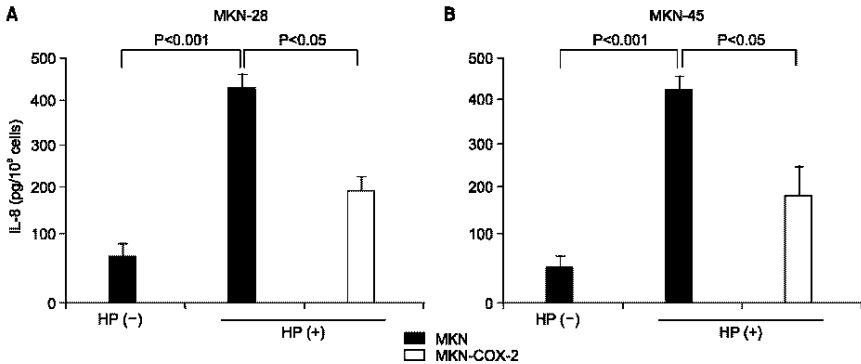 A
MKN-28
P<0.001
P<0.05
500
400
300
200
100
0
IL-8 (pg/10⁶ cells)
HP (−)
HP (+)
B
MKN-45
P<0.001
P<0.05
500
400
300
200
100
0
HP (−)
HP (+)
MKN
MKN-COX-2